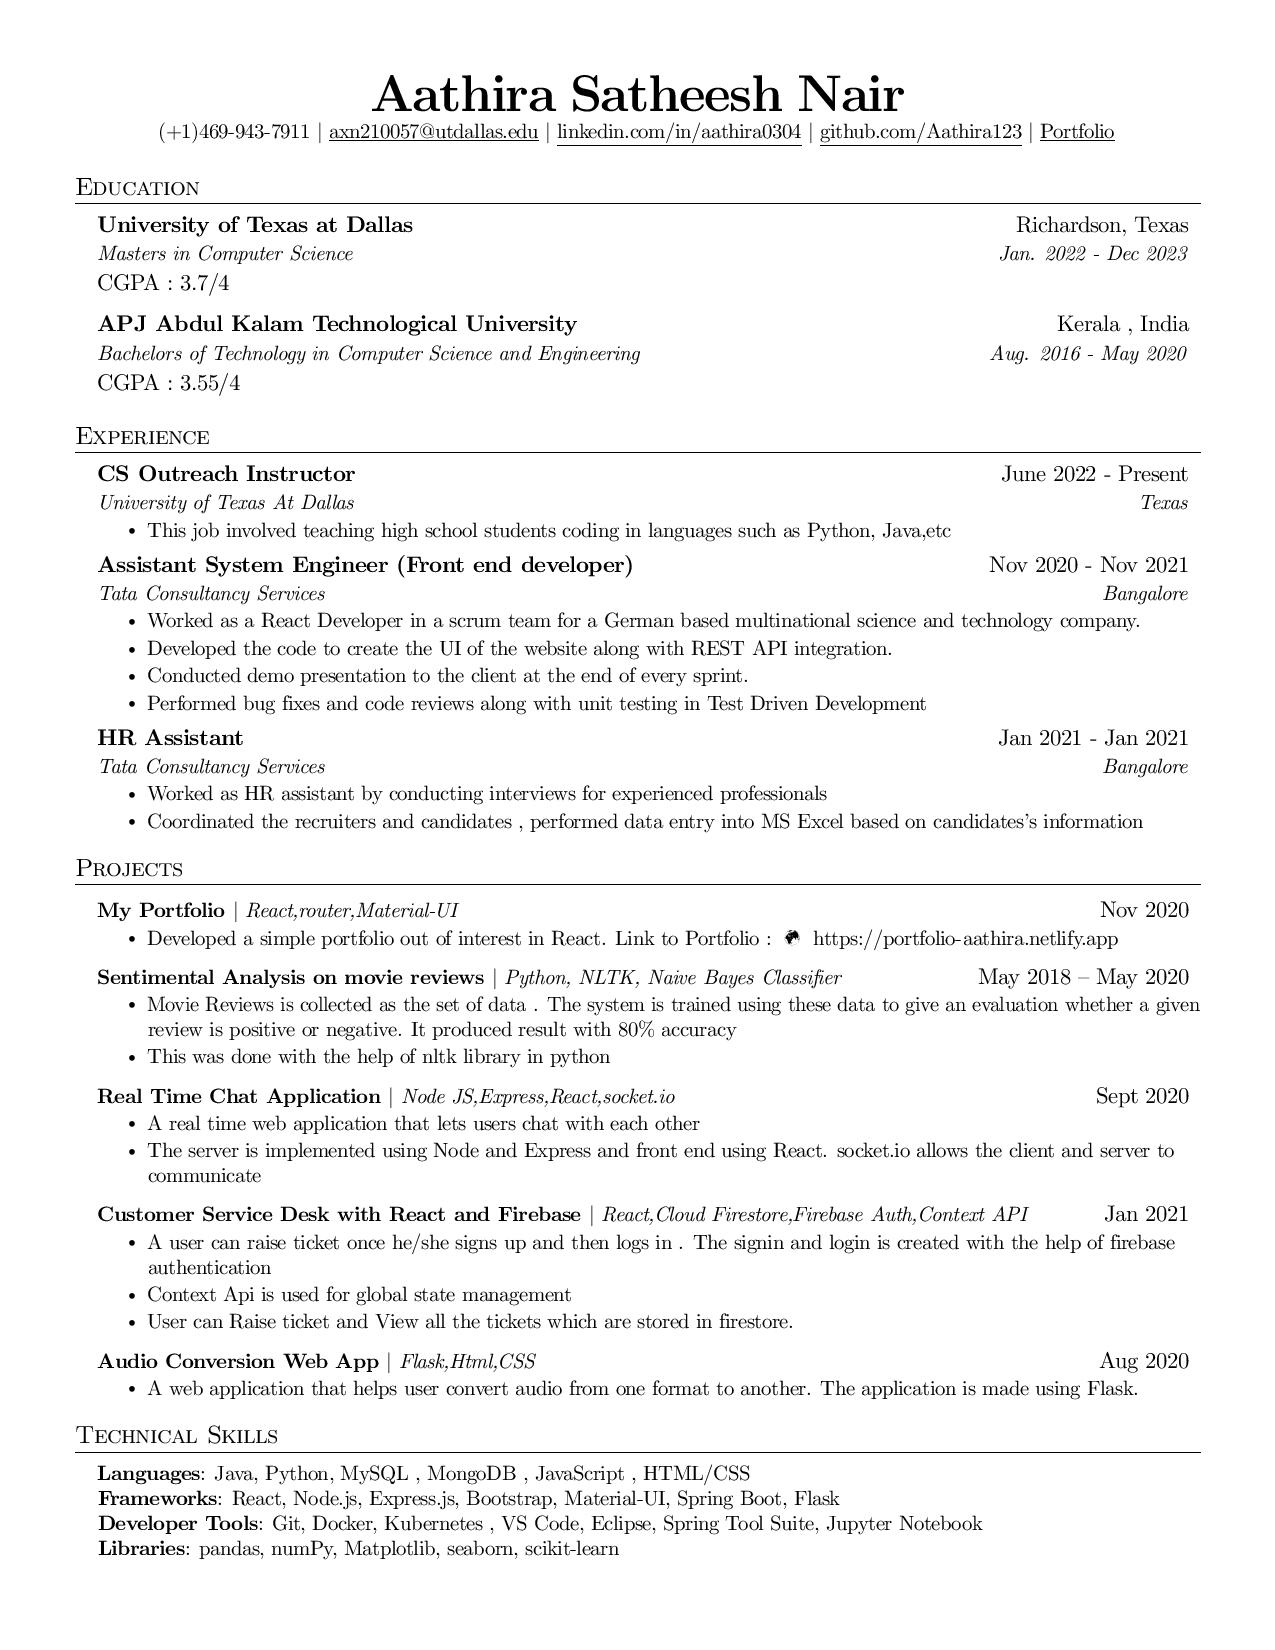 Aathira Satheesh Nair
(+1)469-943-7911 | axn210057@utdallas.edu | linkedin.com/in/aathira0304 | github.com/Aathira123 | Portfolio
Education
University of Texas at Dallas Richardson, Texas
Masters in Computer Science Jan. 2022 - Dec 2023
CGPA : 3.7/4
APJ Abdul Kalam Technological University Kerala , India
Bachelors of Technology in Computer Science and Engineering Aug. 2016 - May 2020
CGPA : 3.55/4
Experience
CS Outreach Instructor June 2022 - Present
University of Texas At Dallas Texas
• This job involved teaching high school students coding in languages such as Python, Java,etc
Assistant System Engineer (Front end developer) Nov 2020 - Nov 2021
Tata Consultancy Services Bangalore
• Worked as a React Developer in a scrum team for a German based multinational science and technology company.
• Developed the code to create the UI of the website along with REST API integration.
• Conducted demo presentation to the client at the end of every sprint.
• Performed bug fixes and code reviews along with unit testing in Test Driven Development
HR Assistant Jan 2021 - Jan 2021
Tata Consultancy Services Bangalore
• Worked as HR assistant by conducting interviews for experienced professionals
• Coordinated the recruiters and candidates , performed data entry into MS Excel based on candidates's information
Projects
My Portfolio | React,router,Material-UI Nov 2020
• Developed a simple portfolio out of interest in React. Link to Portfolio : https://portfolio-aathira.netlify.app
Sentimental Analysis on movie reviews | Python, NLTK, Naive Bayes Classifier May 2018 – May 2020
• Movie Reviews is collected as the set of data . The system is trained using these data to give an evaluation whether a given
review is positive or negative. It produced result with 80% accuracy
• This was done with the help of nltk library in python
Real Time Chat Application | Node JS,Express,React,socket.io Sept 2020
• A real time web application that lets users chat with each other
• The server is implemented using Node and Express and front end using React. socket.io allows the client and server to
communicate
Customer Service Desk with React and Firebase | React,Cloud Firestore,Firebase Auth,Context API Jan 2021
• A user can raise ticket once he/she signs up and then logs in . The signin and login is created with the help of firebase
authentication
• Context Api is used for global state management
• User can Raise ticket and View all the tickets which are stored in firestore.
Audio Conversion Web App | Flask,Html,CSS Aug 2020
• A web application that helps user convert audio from one format to another. The application is made using Flask.
Technical Skills
Languages: Java, Python, MySQL , MongoDB , JavaScript , HTML/CSS
Frameworks: React, Node.js, Express.js, Bootstrap, Material-UI, Spring Boot, Flask
Developer Tools: Git, Docker, Kubernetes , VS Code, Eclipse, Spring Tool Suite, Jupyter Notebook
Libraries: pandas, numPy, Matplotlib, seaborn, scikit-learn